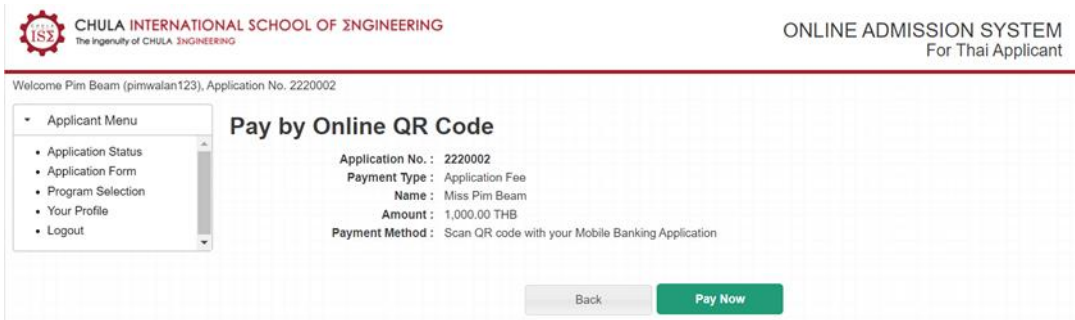 CHULA
ISΣ
CHULA INTERNATIONAL SCHOOL OF ΣNGINEERING
The Ingenuity of CHULA ΣNGINEERING
ONLINE ADMISSION SYSTEM
For Thai Applicant
Welcome Pim Beam (pimwalan123), Application No. 2220002
Applicant Menu
• Application Status
• Application Form
• Program Selection
• Your Profile
• Logout
Pay by Online QR Code
Application No. : 2220002
Payment Type : Application Fee
Name : Miss Pim Beam
Amount : 1,000.00 THB
Payment Method : Scan QR code with your Mobile Banking Application
Back
Pay Now